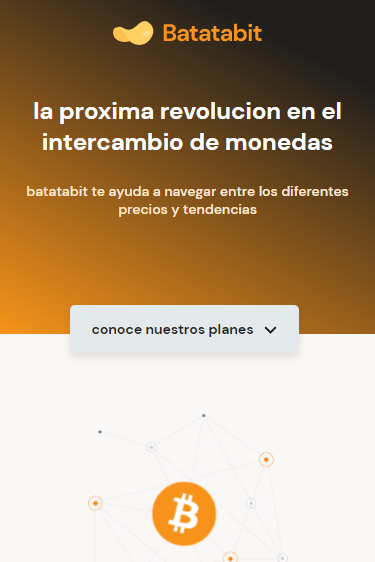 Batatabit
la proxima revolucion en el
intercambio de monedas
batatabit te ayuda a navegar entre los diferentes
precios y tendencias
conoce nuestros planes